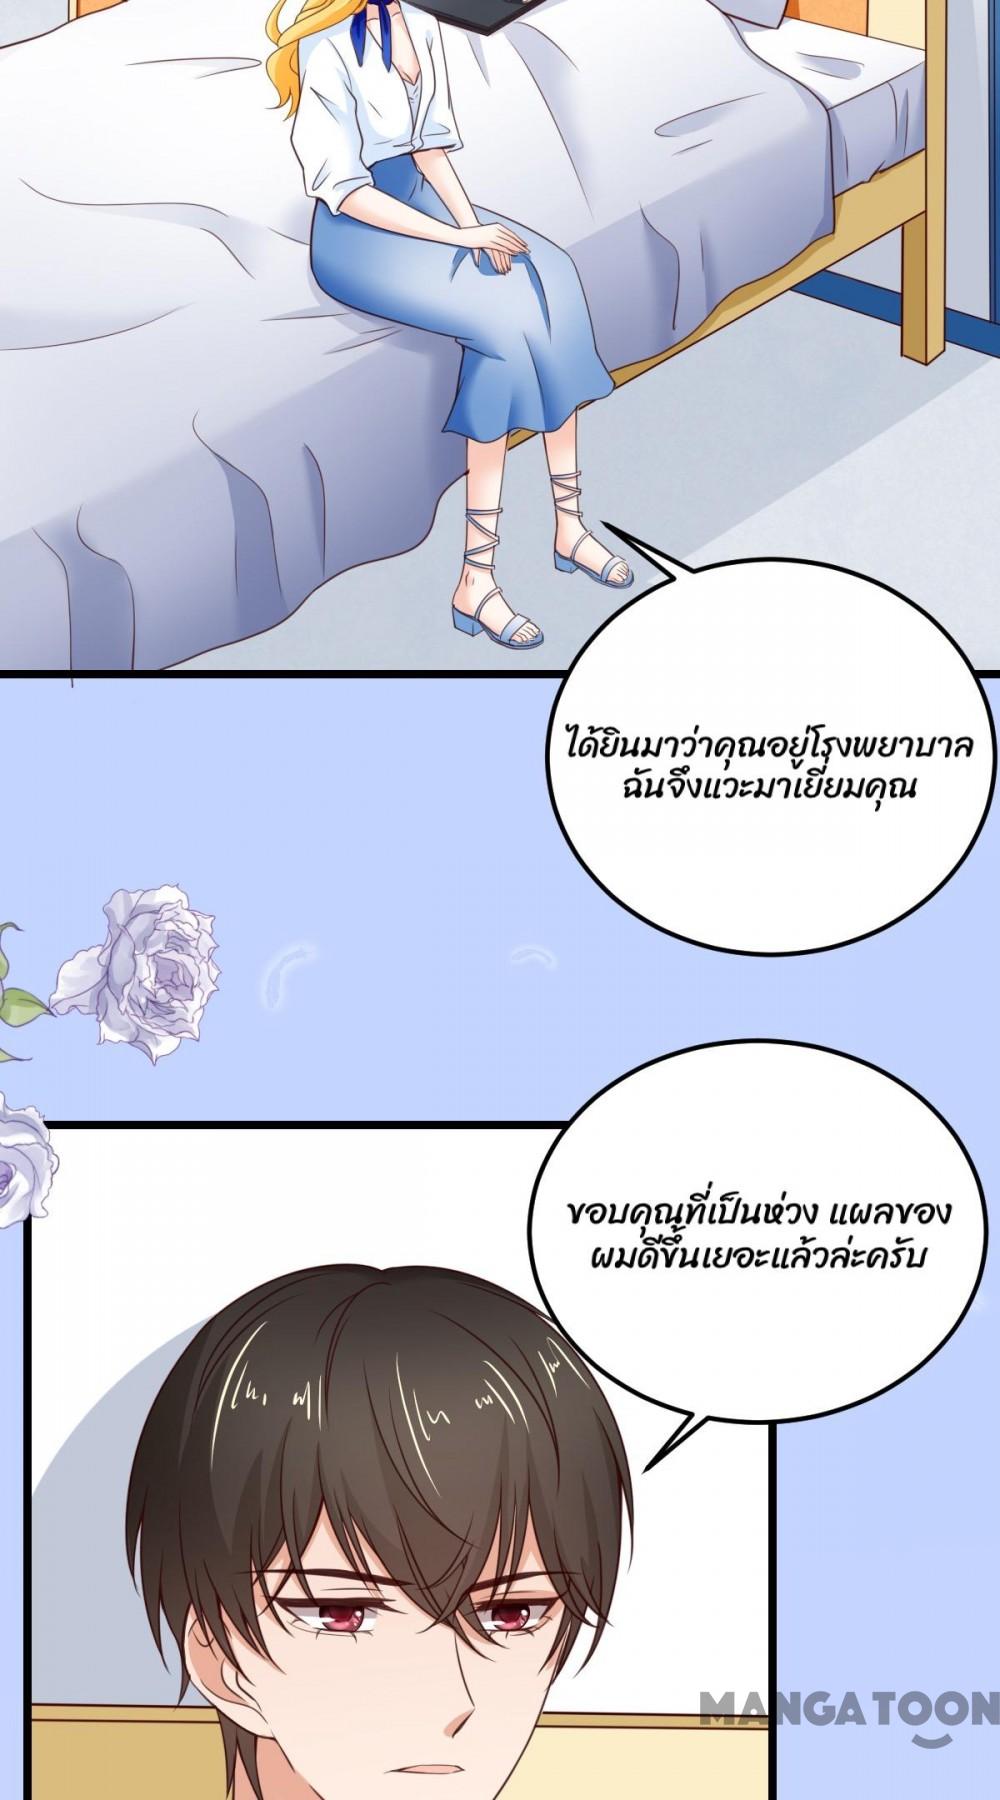 ได้ยินมาว่าคุณอยู่โรงพยาบาล
ฉันจึงแวะมาเยี่ยมคุณ
ขอบคุณที่เป็นห่วง แผลของ
ผมดีขึ้นเยอะแล้วล่ะครับ
MANGATOON